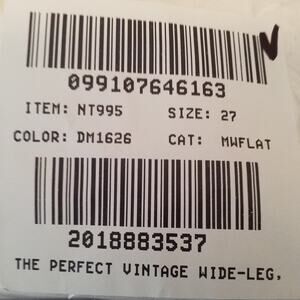 099107646163
ITEM: NT995 SIZE: 27
COLOR: DM1626 CAT: MWFLAT
2018883537
THE PERFECT VINTAGE WIDE-LEG,